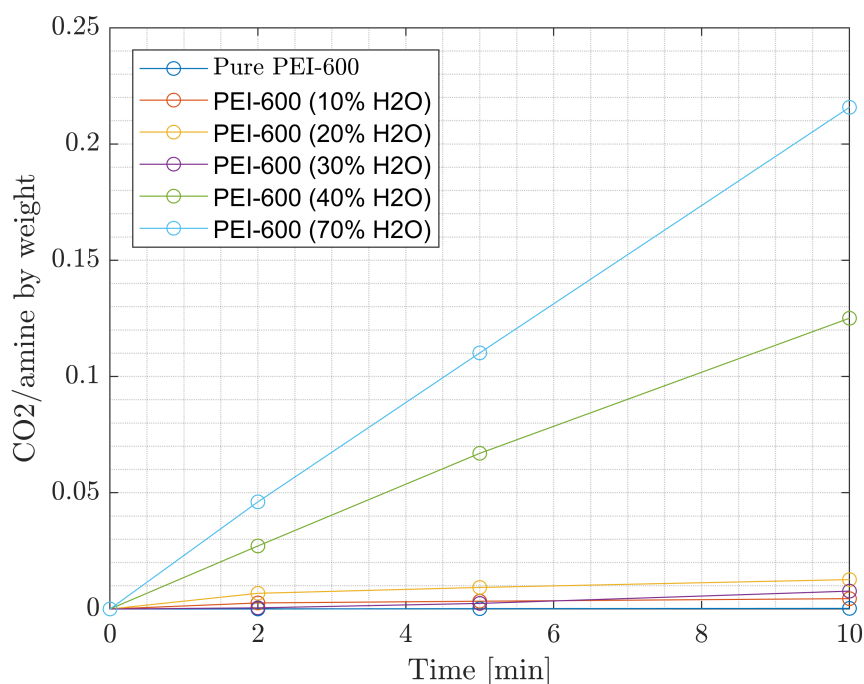 0.25
0.2
0.15
0.1
0.05
0
CO2/amine by weight
Pure PEI-600
PEI-600 (10% H2O)
PEI-600 (20% H2O)
PEI-600 (30% H2O)
PEI-600 (40% H2O)
PEI-600 (70% H2O)
0 2 4 6 8 10
Time [min]